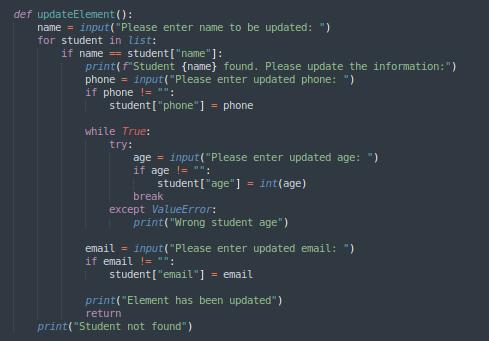 def updateElement():
    name = input("Please enter name to be updated: ")
    for student in list:
        if name == student["name"]:
            print(f"Student {name} found. Please update the information:")
            phone = input("Please enter updated phone: ")
            if phone != "":
                student["phone"] = phone

            while True:
                try:
                    age = input("Please enter updated age: ")
                    if age != "":
                        student["age"] = int(age)
                    break
                except ValueError:
                    print("Wrong student age")

            email = input("Please enter updated email: ")
            if email != "":
                student["email"] = email

            print("Element has been updated")
            return
    print("Student not found")